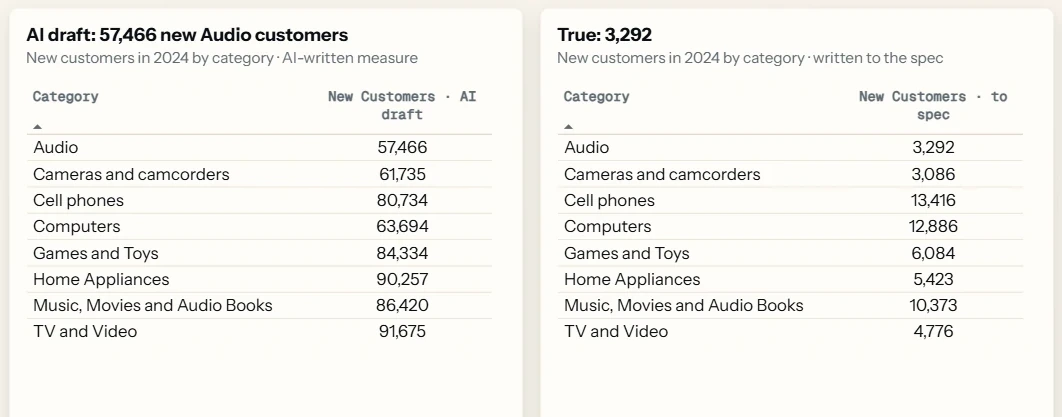 AI draft: 57,466 new Audio customers
New customers in 2024 by category · AI-written measure
Category New Customers · AI draft
Audio 57,466
Cameras and camcorders 61,735
Cell phones 80,734
Computers 63,694
Games and Toys 84,334
Home Appliances 90,257
Music, Movies and Audio Books 86,420
TV and Video 91,675
True: 3,292
New customers in 2024 by category · written to the spec
Category New Customers · to spec
Audio 3,292
Cameras and camcorders 3,086
Cell phones 13,416
Computers 12,886
Games and Toys 6,084
Home Appliances 5,423
Music, Movies and Audio Books 10,373
TV and Video 4,776